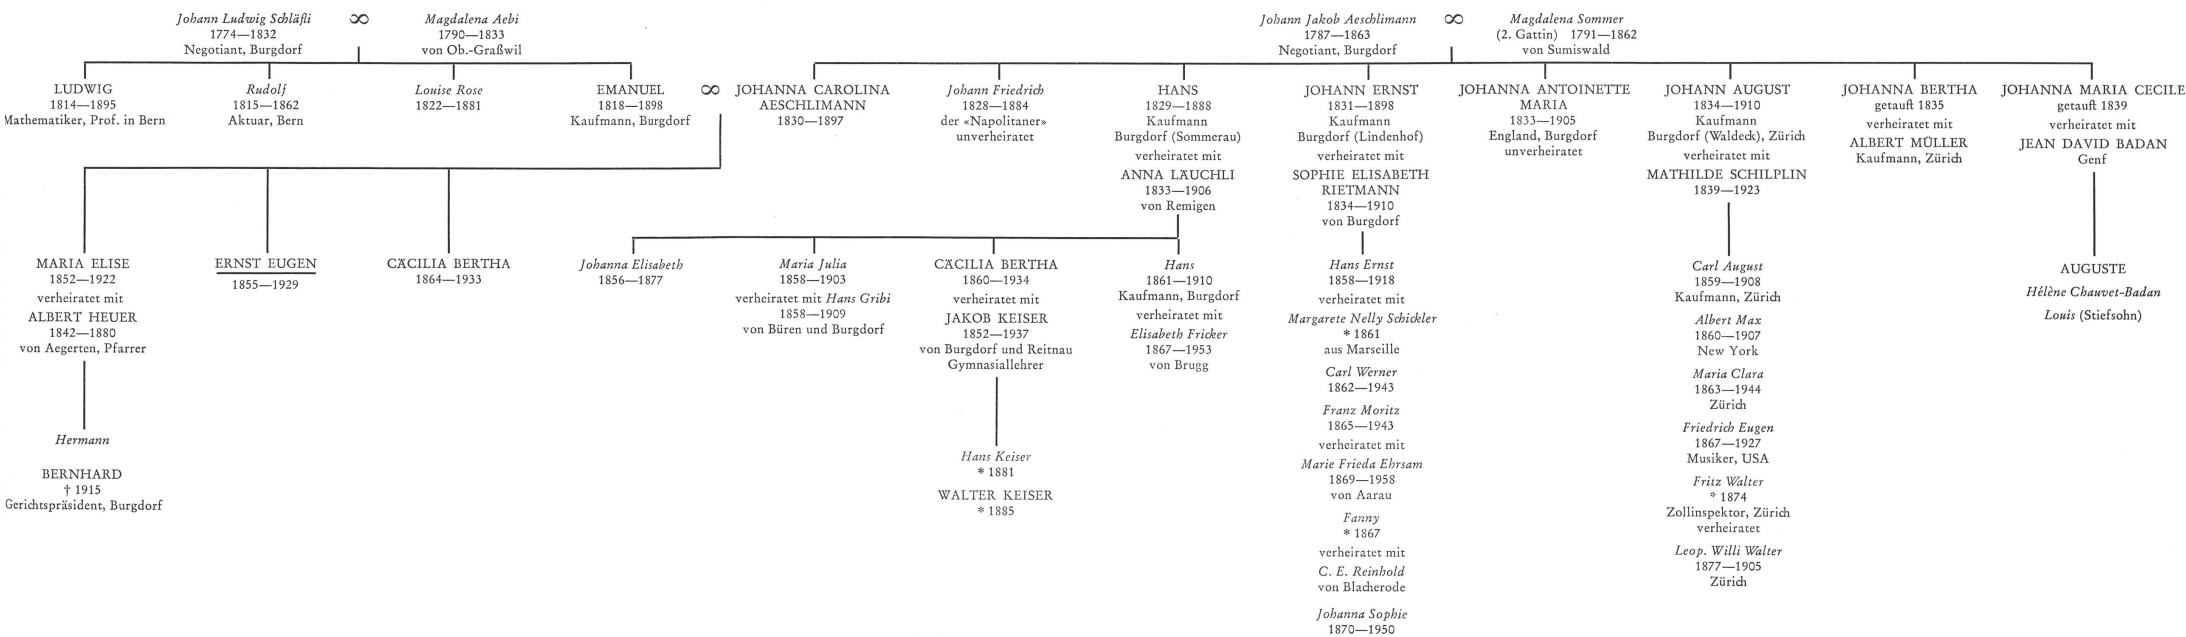 Johann Ludwig Schläfli
1774—1832
Negotiant, Burgdorf
∞
Magdalena Aebi
1790—1833
von Ob.-Graßwil
Johann Jakob Aeschlimann
1787—1863
Negotiant, Burgdorf
∞
Magdalena Sommer
(2. Gattin) 1791—1862
von Sumiswald
LUDWIG
1814—1895
Mathematiker, Prof. in Bern
Rudolf
1815—1862
Aktuar, Bern
Louise Rose
1822—1881
EMANUEL
1818—1898
Kaufmann, Burgdorf
∞
JOHANNA CAROLINA
AESCHLIMANN
1830—1897
Johann Friedrich
1828—1884
der «Napolitaner»
unverheiratet
HANS
1829—1888
Kaufmann
Burgdorf (Sommerau)
verheiratet mit
ANNA LÄUCHLI
1833—1906
von Remigen
JOHANN ERNST
1831—1898
Kaufmann
Burgdorf (Lindenhof)
verheiratet mit
SOPHIE ELISABETH
RIETMANN
1834—1910
von Burgdorf
JOHANNA ANTOINETTE
MARIA
1833—1905
England, Burgdorf
unverheiratet
JOHANN AUGUST
1834—1910
Kaufmann
Burgdorf (Waldeck), Zürich
verheiratet mit
MATHILDE SCHILPLIN
1839—1923
JOHANNA BERTHA
getauft 1835
verheiratet mit
ALBERT MÜLLER
Kaufmann, Zürich
JOHANNA MARIA CECILE
getauft 1839
verheiratet mit
JEAN DAVID BADAN
Genf
MARIA ELISE
1852—1922
verheiratet mit
ALBERT HEUER
1842—1880
von Aegerten, Pfarrer
ERNST EUGEN
1855—1929
CÄCILIA BERTHA
1864—1933
Johanna Elisabeth
1856—1877
Maria Julia
1858—1903
verheiratet mit Hans Gribi
1858—1909
von Büren und Burgdorf
CÄCILIA BERTHA
1860—1934
verheiratet mit
JAKOB KEISER
1852—1937
von Burgdorf und Reitnau
Gymnasiallehrer
Hans
1861—1910
Kaufmann, Burgdorf
verheiratet mit
Elisabeth Fricker
1867—1953
von Brugg
Hans Ernst
1858—1918
verheiratet mit
Margarete Nelly Schickler
* 1861
aus Marseille
Carl Werner
1862—1943
Franz Moritz
1865—1943
verheiratet mit
Marie Frieda Ehrsam
1869—1958
von Aarau
Fanny
* 1867
verheiratet mit
C. E. Reinhold
von Blacherode
Johanna Sophie
1870—1950
Carl August
1859—1908
Kaufmann, Zürich
Albert Max
1860—1907
New York
Maria Clara
1863—1944
Zürich
Friedrich Eugen
1867—1927
Musiker, USA
Fritz Walter
* 1874
Zollinspektor, Zürich
verheiratet
Leop. Willi Walter
1877—1905
Zürich
AUGUSTE
Hélène Chauvet-Badan
Louis (Stiefsohn)
Hermann
BERNHARD
† 1915
Gerichtspräsident, Burgdorf
Hans Keiser
* 1881
WALTER KEISER
* 1885